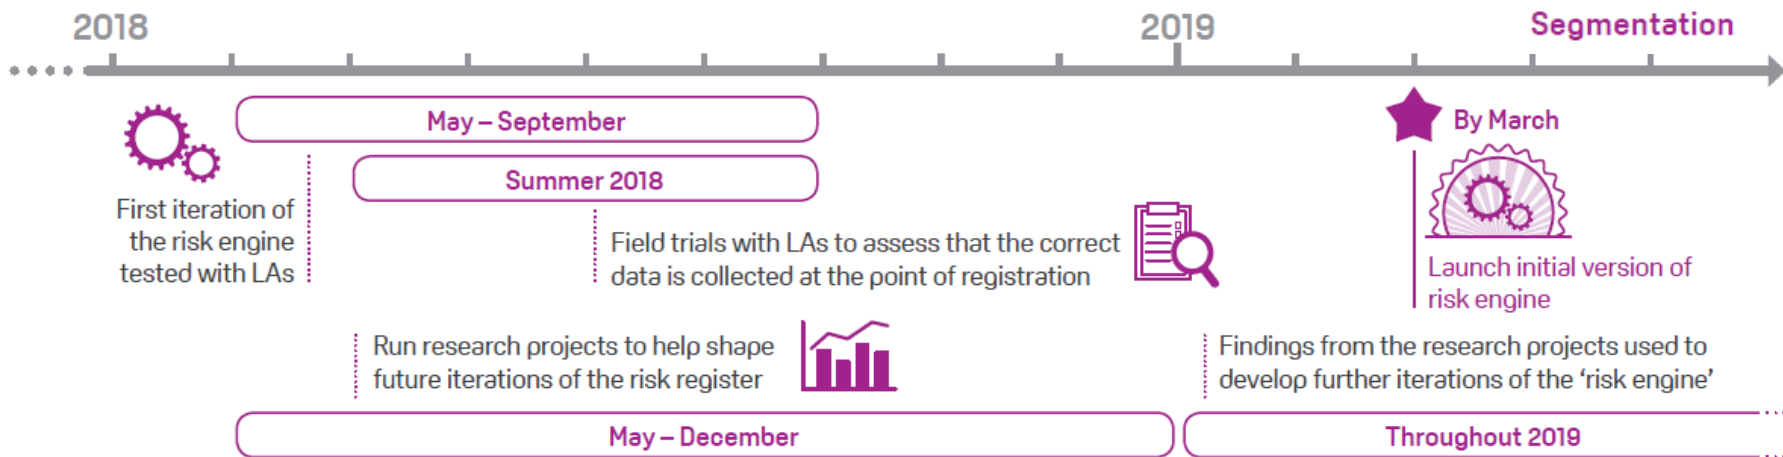 2018
2019
Segmentation
May – September
Summer 2018
By March
First iteration of
the risk engine
tested with LAs
Field trials with LAs to assess that the correct
data is collected at the point of registration
Launch initial version of
risk engine
Run research projects to help shape
future iterations of the risk register
Findings from the research projects used to
develop further iterations of the ‘risk engine’
May – December
Throughout 2019